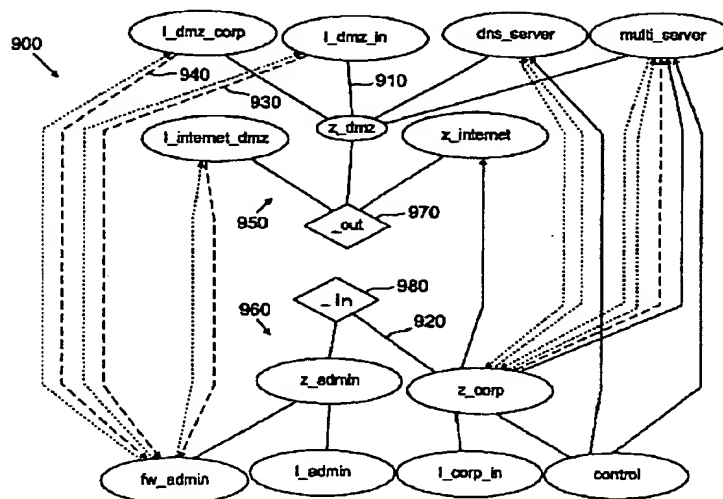 900
I_dmz_corp
I_dmz_in
dns_server
multi_server
940
930
910
I_internet_dmz
z_dmz
z_internet
950
_out
970
_In
980
960
920
z_admin
z_corp
fw_admin
I_admin
I_corp_in
control